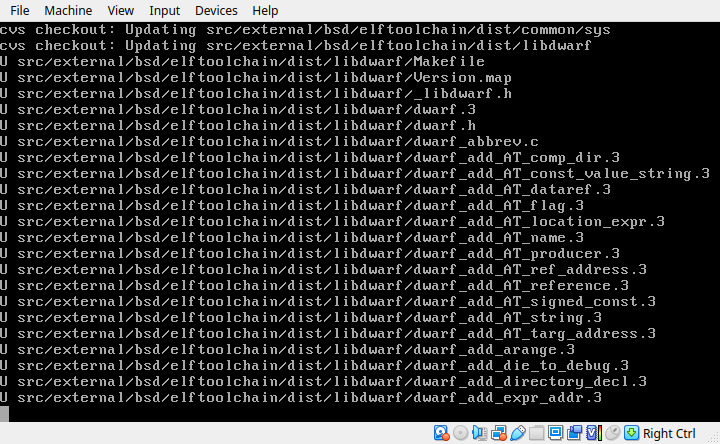 File Machine View Input Devices Help
cvs checkout: Updating src/external/bsd/elftoolchain/dist/common/sys
cvs checkout: Updating src/external/bsd/elftoolchain/dist/libdwarf
U src/external/bsd/elftoolchain/dist/libdwarf/Makefile
U src/external/bsd/elftoolchain/dist/libdwarf/Version.map
U src/external/bsd/elftoolchain/dist/libdwarf/_libdwarf.h
U src/external/bsd/elftoolchain/dist/libdwarf/dwarf.3
U src/external/bsd/elftoolchain/dist/libdwarf/dwarf.h
U src/external/bsd/elftoolchain/dist/libdwarf/dwarf_abbrev.c
U src/external/bsd/elftoolchain/dist/libdwarf/dwarf_add_AT_comp_dir.3
U src/external/bsd/elftoolchain/dist/libdwarf/dwarf_add_AT_const_value_string.3
U src/external/bsd/elftoolchain/dist/libdwarf/dwarf_add_AT_dataref.3
U src/external/bsd/elftoolchain/dist/libdwarf/dwarf_add_AT_flag.3
U src/external/bsd/elftoolchain/dist/libdwarf/dwarf_add_AT_location_expr.3
U src/external/bsd/elftoolchain/dist/libdwarf/dwarf_add_AT_name.3
U src/external/bsd/elftoolchain/dist/libdwarf/dwarf_add_AT_producer.3
U src/external/bsd/elftoolchain/dist/libdwarf/dwarf_add_AT_ref_address.3
U src/external/bsd/elftoolchain/dist/libdwarf/dwarf_add_AT_reference.3
U src/external/bsd/elftoolchain/dist/libdwarf/dwarf_add_AT_signed_const.3
U src/external/bsd/elftoolchain/dist/libdwarf/dwarf_add_AT_string.3
U src/external/bsd/elftoolchain/dist/libdwarf/dwarf_add_AT_targ_address.3
U src/external/bsd/elftoolchain/dist/libdwarf/dwarf_add_arange.3
U src/external/bsd/elftoolchain/dist/libdwarf/dwarf_add_die_to_debug.3
U src/external/bsd/elftoolchain/dist/libdwarf/dwarf_add_directory_decl.3
U src/external/bsd/elftoolchain/dist/libdwarf/dwarf_add_expr_addr.3
Right Ctrl